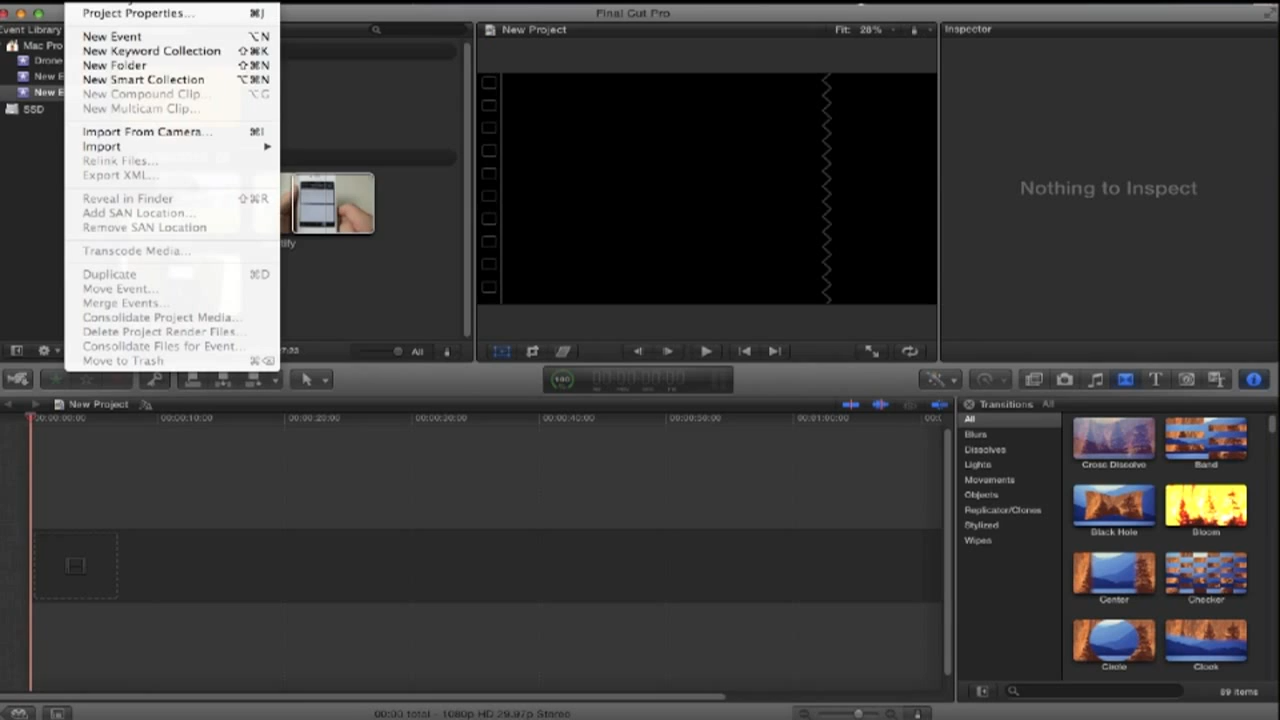 Final Cut Pro
Project Properties... ⌘J
New Event ⌥N
New Keyword Collection ⇧⌘K
New Folder ⇧⌘N
New Smart Collection ⌥⌘N
New Compound Clip... ⌥G
New Multicam Clip...
Import From Camera... ⌘I
Import
Relink Files...
Export XML...
Reveal in Finder ⇧⌘R
Add SAN Location...
Remove SAN Location
Transcode Media...
Duplicate ⌘D
Move Event...
Merge Events...
Consolidate Project Media...
Delete Project Render Files...
Consolidate Files for Event...
Move to Trash ⌘⌫
Event Library
Mac Pro
Drone
New E
New E
SSD
All
New Project
Fit: 28%
Inspector
Nothing to Inspect
100
00:00:00:00
New Project
00:00:00:00
00:00:10:00
00:00:20:00
00:00:30:00
00:00:40:00
00:00:50:00
00:01:00:00
Transitions All
All
Blurs
Dissolves
Lights
Movements
Objects
Replicator/Clones
Stylized
Wipes
Cross Dissolve
Band
Black Hole
Bloom
Center
Checker
Circle
Clock
89 items
00:00 total - 1080p HD 29.97p Stereo